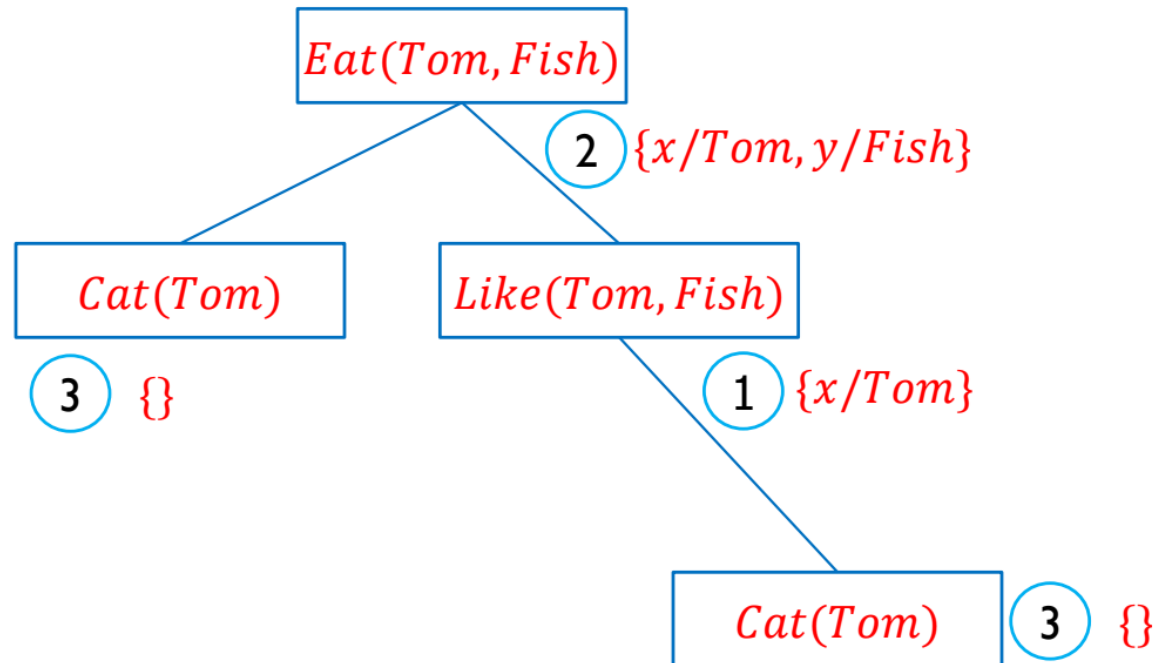 Eat(Tom, Fish)
2 {x/Tom, y/Fish}
Cat(Tom)
Like(Tom, Fish)
3 {}
1 {x/Tom}
Cat(Tom)
3 {}